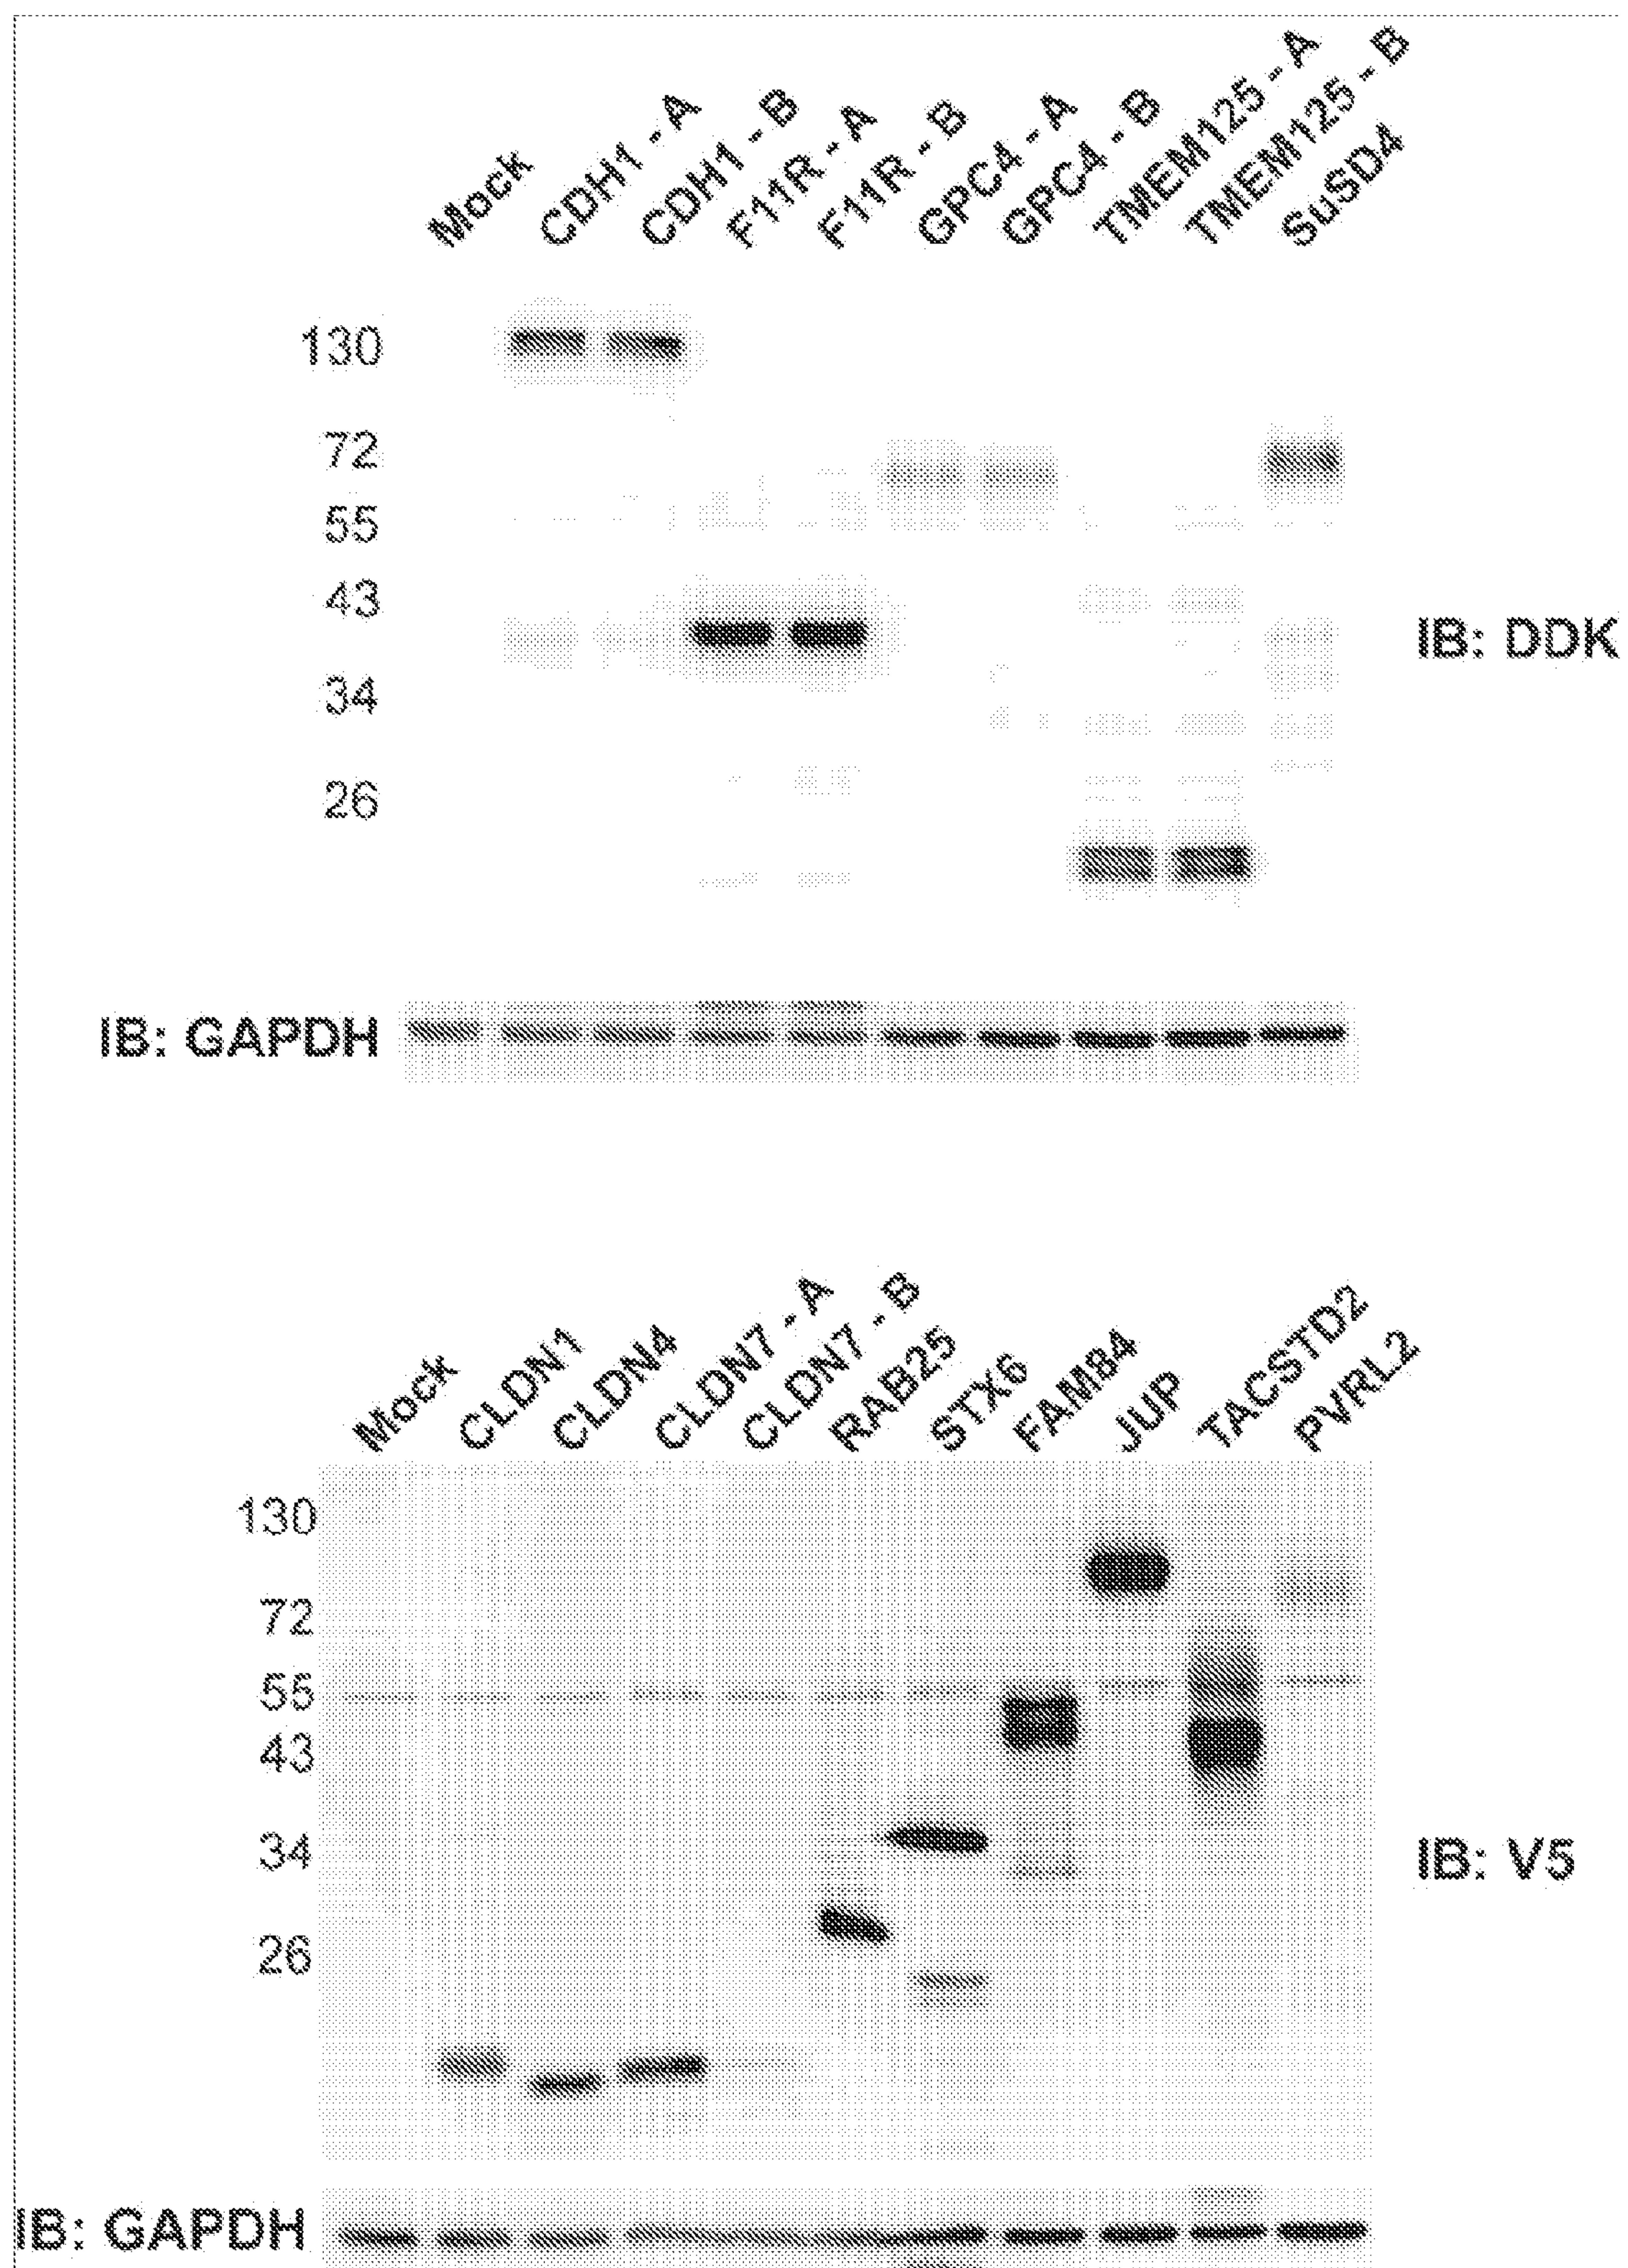 Mock
CDH1 - A
CDH1 - B
F11R - A
F11R - B
GPC4 - A
GPC4 - B
TMEM125 - A
TMEM125 - B
SuSD4
130
72
55
43
34
26
IB: DDK
IB: GAPDH
Mock
CLDN1
CLDN4
CLDN7 - A
CLDN7 - B
RAB25
STX6
FAM84
JUP
TACSTD2
PVRL2
130
72
55
43
34
26
IB: V5
IB: GAPDH